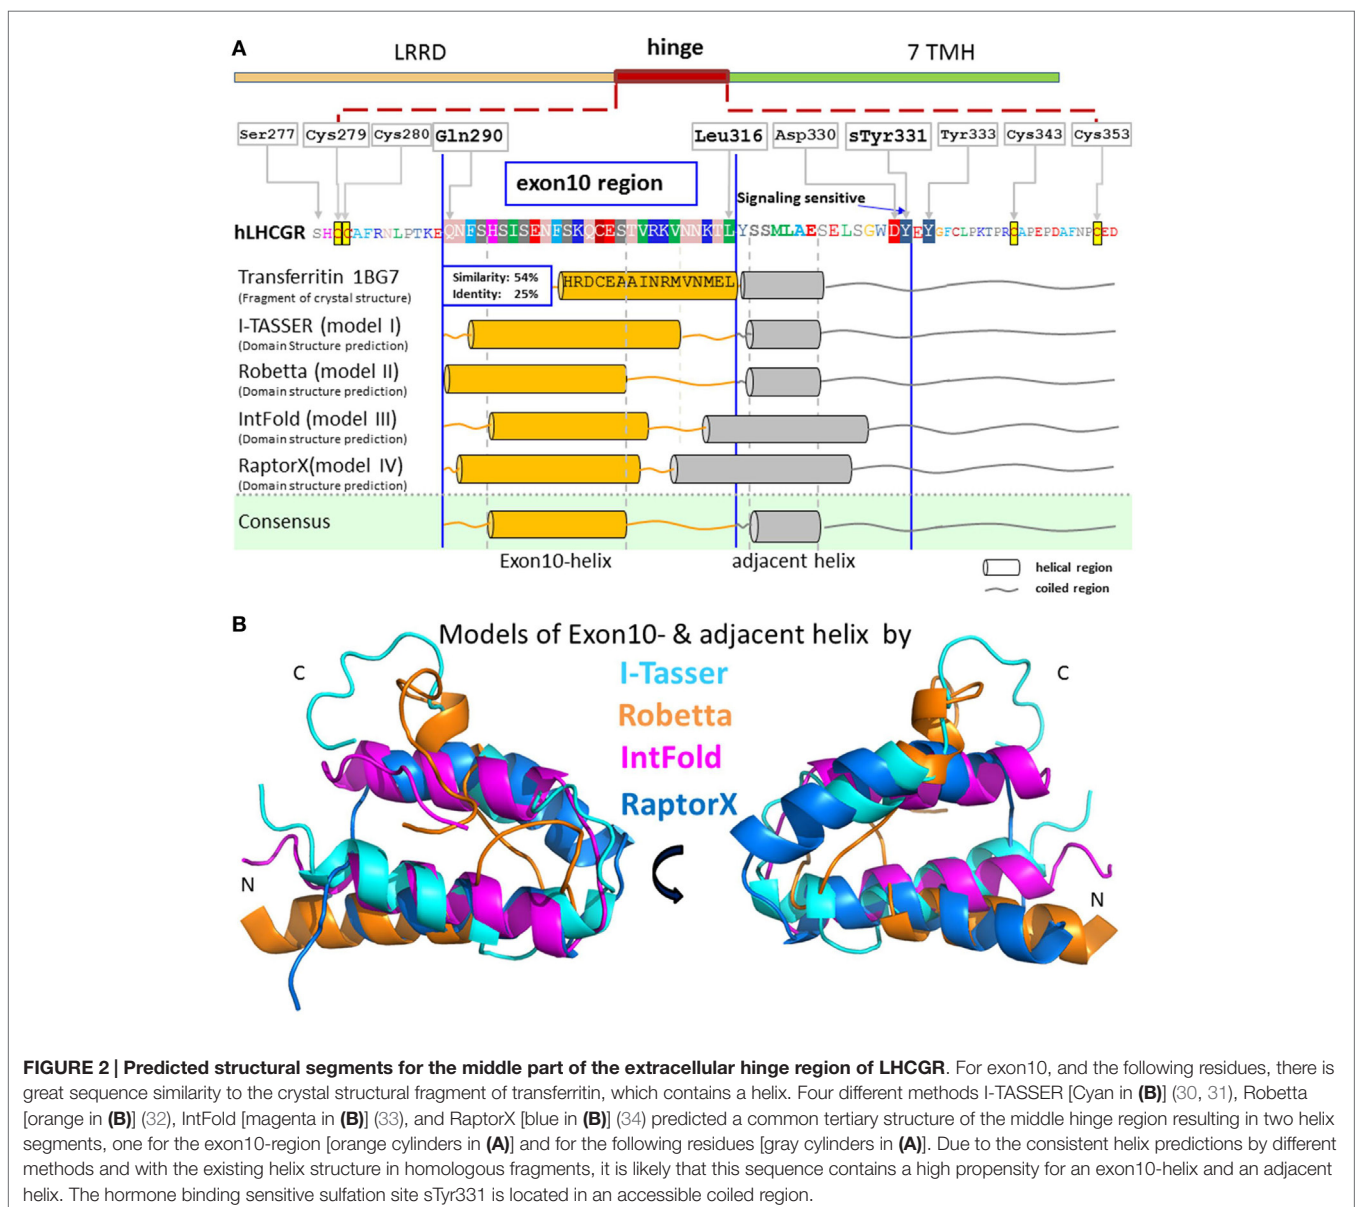 A
LRRD
hinge
7 TMH
Ser277
Cys279
Cys280
Gln290
Leu316
Asp330
sTyr331
Tyr333
Cys343
Cys353
exon10 region
Signaling sensitive
hLHCGR SHCCAFRNLPTKEQNFSHSISENFSKQCESTVRKVNNKTLYSSMLAESELSGWDYEYGFCLPKTPRCAPEPDAFNPCED
Transferritin 1BG7
(Fragment of crystal structure)
Similarity: 54%
Identity: 25%
HRDCEAAINRMVNMEL
I-TASSER (model I)
(Domain Structure prediction)
Robetta (model II)
(Domain structure prediction)
IntFold (model III)
(Domain structure prediction)
RaptorX(model IV)
(Domain structure prediction)
Consensus
Exon10-helix
adjacent helix
helical region
coiled region
B
Models of Exon10- & adjacent helix by
I-Tasser
Robetta
IntFold
RaptorX
C
N
C
N
FIGURE 2 | Predicted structural segments for the middle part of the extracellular hinge region of LHCGR. For exon10, and the following residues, there is
great sequence similarity to the crystal structural fragment of transferritin, which contains a helix. Four different methods I-TASSER [Cyan in (B)] (30, 31), Robetta
[orange in (B)] (32), IntFold [magenta in (B)] (33), and RaptorX [blue in (B)] (34) predicted a common tertiary structure of the middle hinge region resulting in two helix
segments, one for the exon10-region [orange cylinders in (A)] and for the following residues [gray cylinders in (A)]. Due to the consistent helix predictions by different
methods and with the existing helix structure in homologous fragments, it is likely that this sequence contains a high propensity for an exon10-helix and an adjacent
helix. The hormone binding sensitive sulfation site sTyr331 is located in an accessible coiled region.